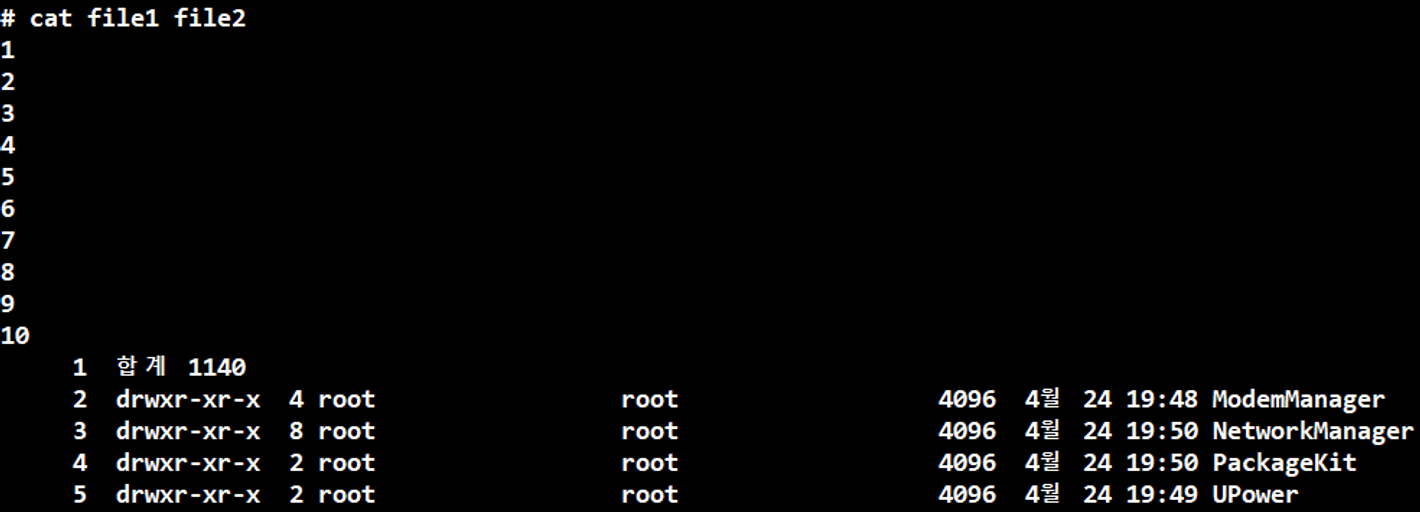 # cat file1 file2
1
2
3
4
5
6
7
8
9
10
     1  합계 1140
     2  drwxr-xr-x  4 root                 root                  4096  4월  24 19:48 ModemManager
     3  drwxr-xr-x  8 root                 root                  4096  4월  24 19:50 NetworkManager
     4  drwxr-xr-x  2 root                 root                  4096  4월  24 19:50 PackageKit
     5  drwxr-xr-x  2 root                 root                  4096  4월  24 19:49 UPower